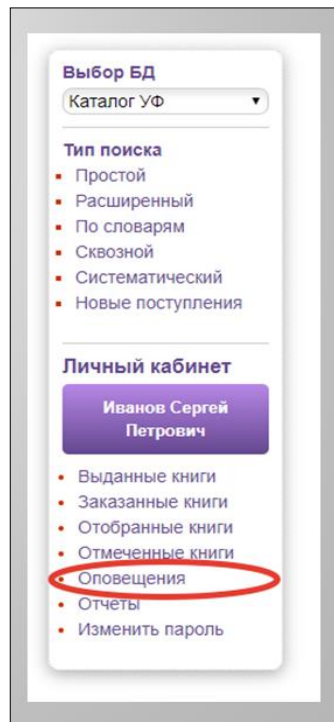 Выбор БД
Каталог УФ
Тип поиска
Простой
Расширенный
По словарям
Сквозной
Систематический
Новые поступления
Личный кабинет
Иванов Сергей
Петрович
Выданные книги
Заказанные книги
Отобранные книги
Отмеченные книги
Оповещения
Отчеты
Изменить пароль